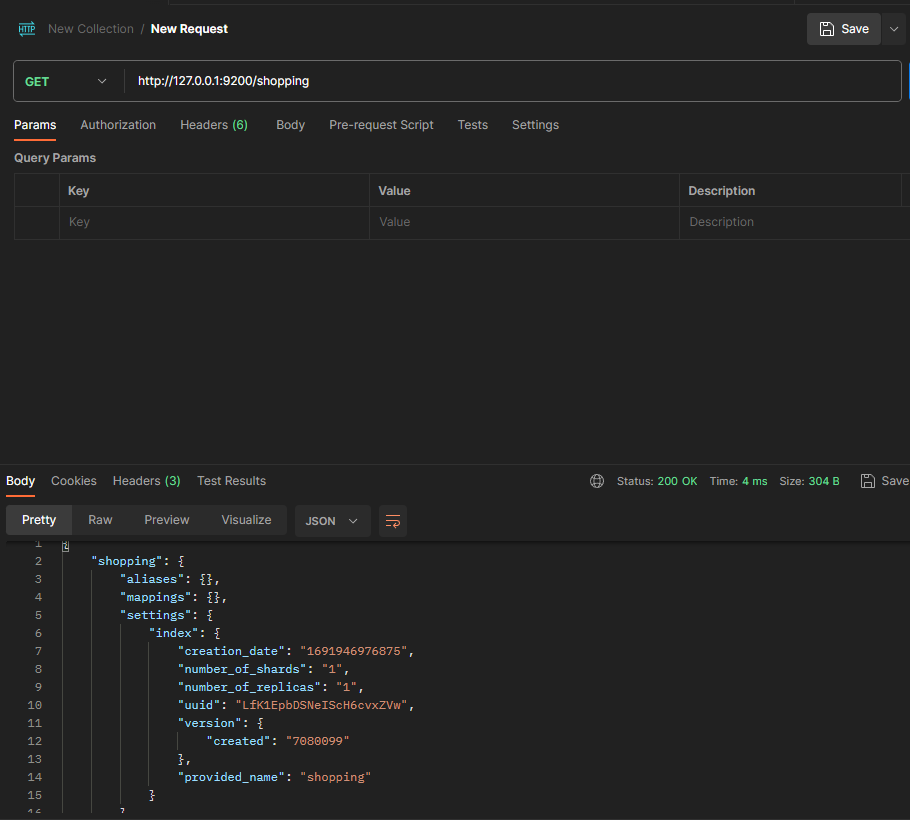 HTTP New Collection / New Request Save
GET http://127.0.0.1:9200/shopping
Params Authorization Headers (6) Body Pre-request Script Tests Settings
Query Params
Key Value Description
Key Value Description
Body Cookies Headers (3) Test Results Status: 200 OK Time: 4 ms Size: 304 B Save
Pretty Raw Preview Visualize JSON
1 {
2 "shopping": {
3 "aliases": {},
4 "mappings": {},
5 "settings": {
6 "index": {
7 "creation_date": "1691946976875",
8 "number_of_shards": "1",
9 "number_of_replicas": "1",
10 "uuid": "LfK1EpbDSNeIScH6cvxZVw",
11 "version": {
12 "created": "7080099"
13 },
14 "provided_name": "shopping"
15 }
16 }